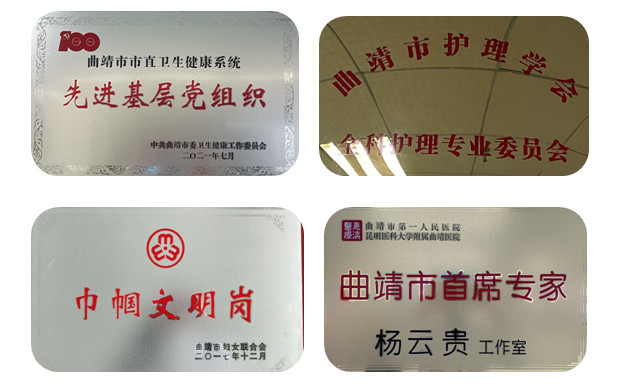 100
曲靖市市直卫生健康系统
先进基层党组织
中共曲靖市委卫生健康工作委员会
二〇二一年七月
曲靖市护理学会
全科护理专业委员会
巾帼文明岗
曲靖市妇女联合会
二〇一七年十二月
曲靖市第一人民医院
昆明医科大学附属曲靖医院
曲靖市首席专家
杨云贵 工作室